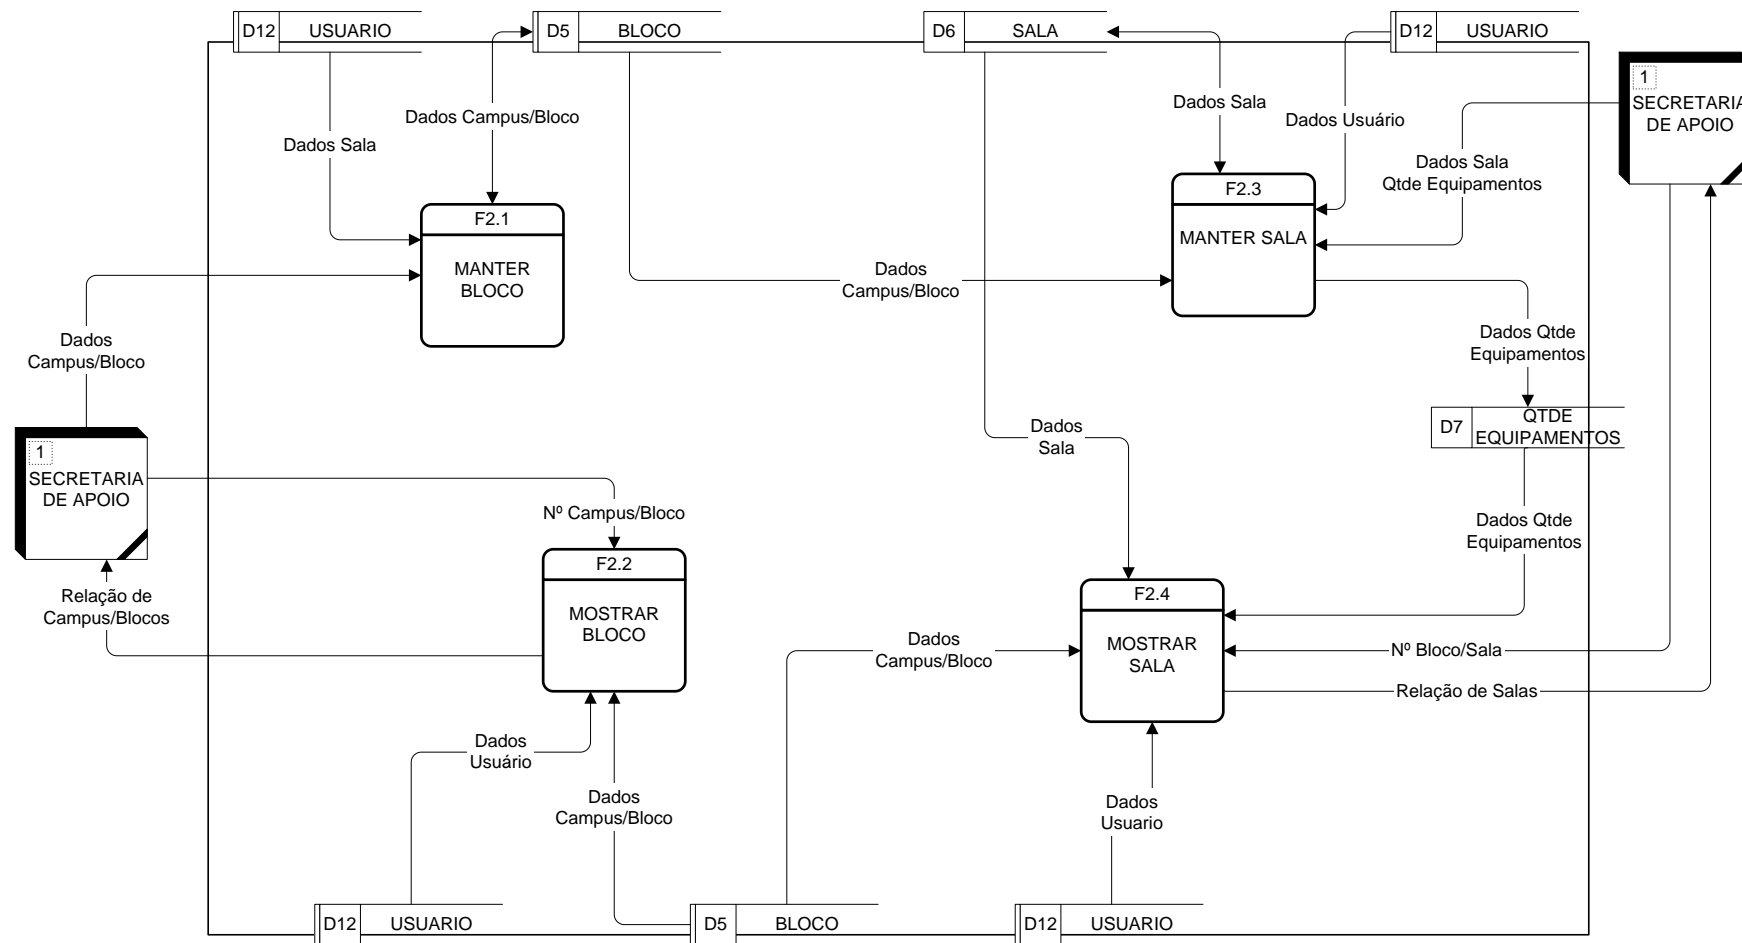 D12 USUARIO
D5 BLOCO
D6 SALA
D12 USUARIO
1
SECRETARIA
DE APOIO
Dados Sala
Dados Campus/Bloco
Dados Sala
Dados Usuário
Dados Sala
Qtde Equipamentos
F2.1
MANTER
BLOCO
F2.3
MANTER SALA
Dados
Campus/Bloco
Dados
Campus/Bloco
Dados Qtde
Equipamentos
D7
QTDE
EQUIPAMENTOS
1
SECRETARIA
DE APOIO
Dados
Sala
Nº Campus/Bloco
Dados Qtde
Equipamentos
F2.2
MOSTRAR
BLOCO
F2.4
MOSTRAR
SALA
Relação de
Campus/Blocos
Dados
Campus/Bloco
Nº Bloco/Sala
Relação de Salas
Dados
Usuário
Dados
Campus/Bloco
Dados
Usuario
D12 USUARIO
D5 BLOCO
D12 USUARIO